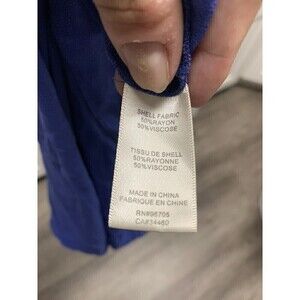 SHELL FABRIC
50%RAYON
50%VISCOSE
TISSU DE SHELL
50%RAYONNE
50%VISCOSE
MADE IN CHINA
FABRIQUE EN CHINE
RN#96705
CA#34460